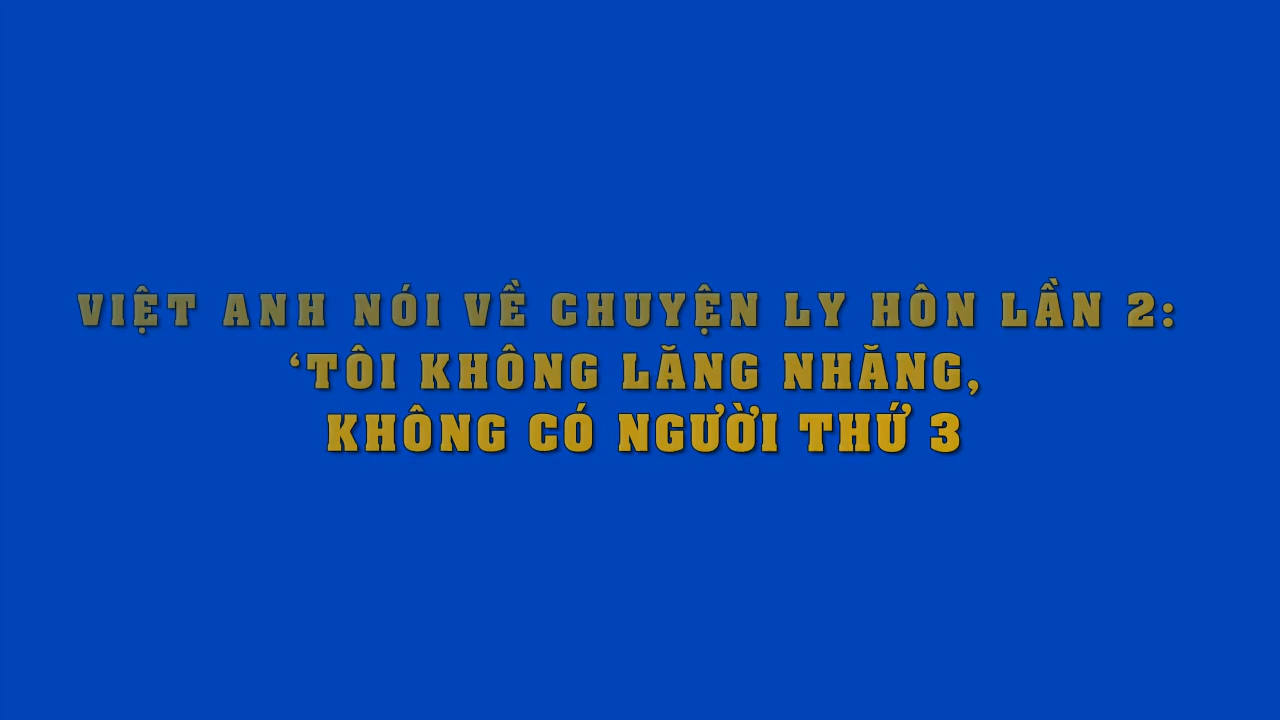 VIỆT ANH NÓI VỀ CHUYỆN LY HÔN LẦN 2:
‘TÔI KHÔNG LĂNG NHĂNG,
KHÔNG CÓ NGƯỜI THỨ 3